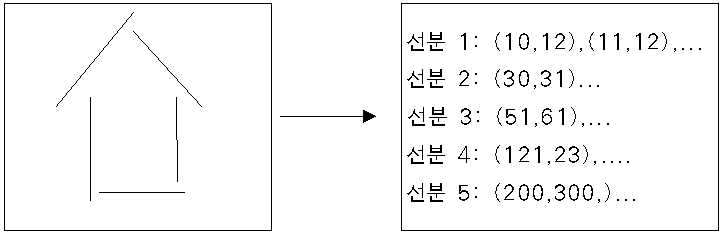 선분 1: (10,12),(11,12),...
선분 2: (30,31)...
선분 3: (51,61),...
선분 4: (121,23),....
선분 5: (200,300,)...